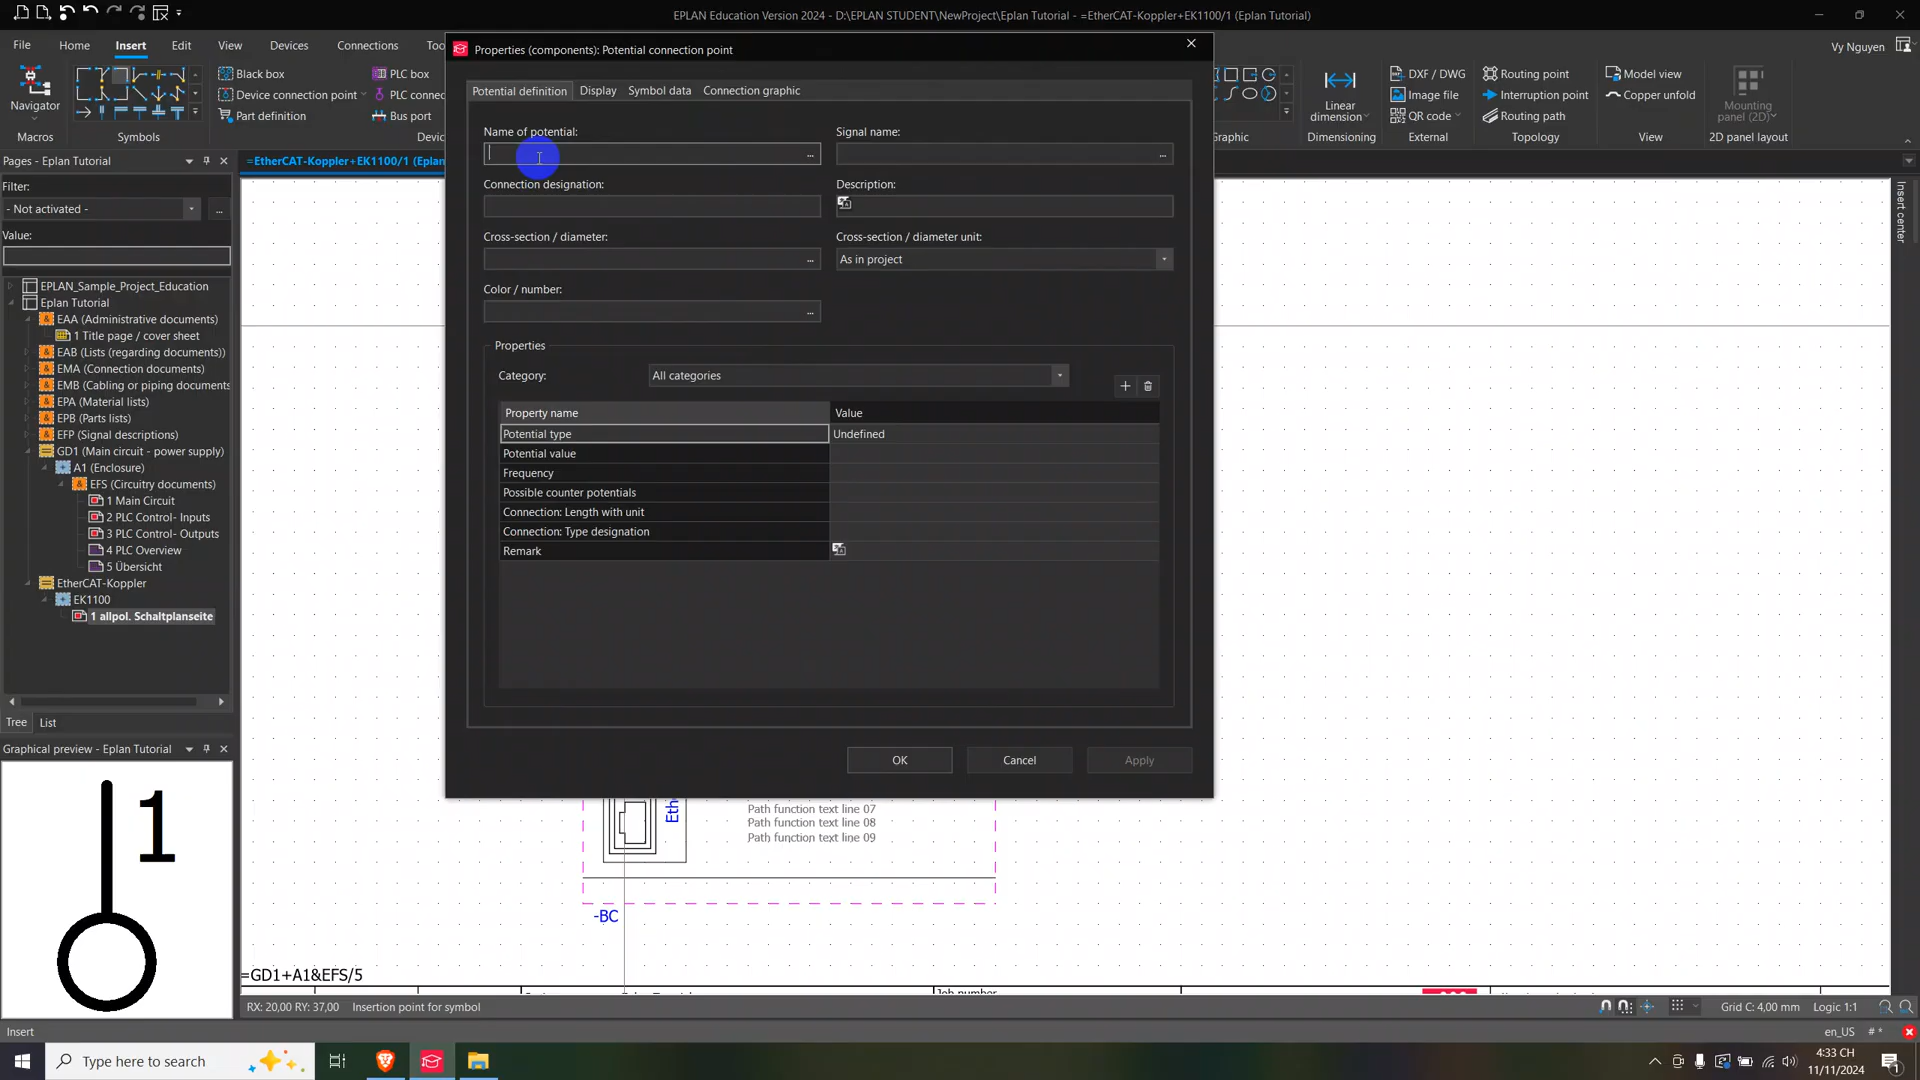 EPLAN Education Version 2024 - D:\EPLAN STUDENT\NewProject\Eplan Tutorial - =EtherCAT-Koppler+EK1100/1 (Eplan Tutorial)
File Home Insert Edit View Devices Connections
Vy Nguyen
Navigator
Macros
Symbols
Black box
Device connection point
Part definition
PLC box
Bus port
Linear dimension
Dimensioning
DXF / DWG
Image file
QR code
External
Routing point
Interruption point
Routing path
Topology
Model view
Copper unfold
View
Mounting panel (2D)
2D panel layout
Pages - Eplan Tutorial
=EtherCAT-Koppler+EK1100/1 (Eplan
Filter:
- Not activated -
...
Value:
EPLAN_Sample_Project_Education
Eplan Tutorial
EAA (Administrative documents)
1 Title page / cover sheet
EAB (Lists (regarding documents))
EMA (Connection documents)
EMB (Cabling or piping documents
EPA (Material lists)
EPB (Parts lists)
EFP (Signal descriptions)
GD1 (Main circuit - power supply)
A1 (Enclosure)
EFS (Circuitry documents)
1 Main Circuit
2 PLC Control- Inputs
3 PLC Control- Outputs
4 PLC Overview
5 Übersicht
EtherCAT-Koppler
EK1100
1 allpol. Schaltplanseite
Tree List
Graphical preview - Eplan Tutorial
1
Properties (components): Potential connection point
Potential definition Display Symbol data Connection graphic
Name of potential: Signal name:
... ...
Connection designation: Description:
Cross-section / diameter: Cross-section / diameter unit:
... As in project
Color / number:
...
Properties
Category: All categories
Property name Value
Potential type Undefined
Potential value
Frequency
Possible counter potentials
Connection: Length with unit
Connection: Type designation
Remark
OK Cancel Apply
Insert center
Path function text line 07
Path function text line 08
Path function text line 09
-BC
=GD1+A1&EFS/5
Job number
RX: 20,00 RY: 37,00 Insertion point for symbol
Grid C: 4,00 mm Logic 1:1
Insert
en_US # *
Type here to search
4:33 CH
11/11/2024
1